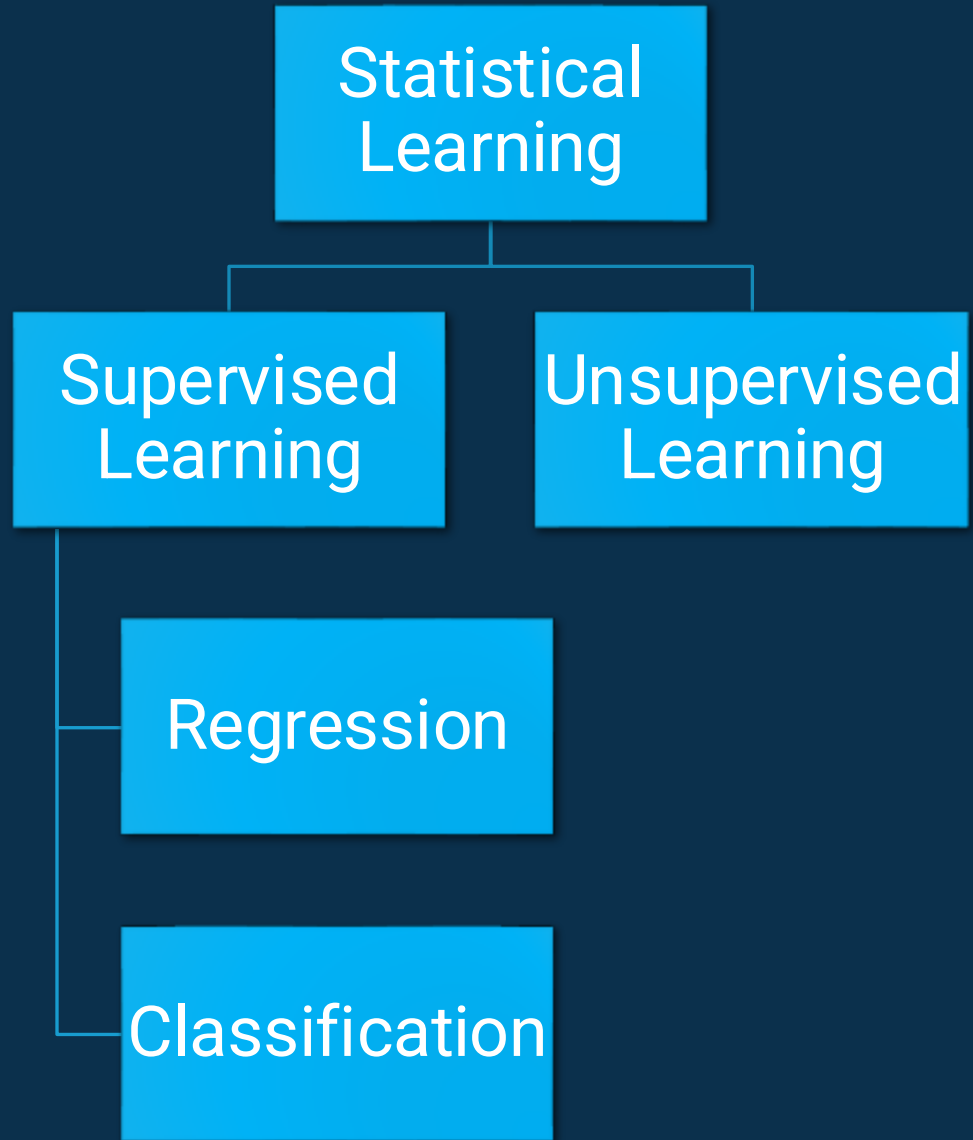 Statistical
Learning
Supervised
Learning
Unsupervised
Learning
Regression
Classification